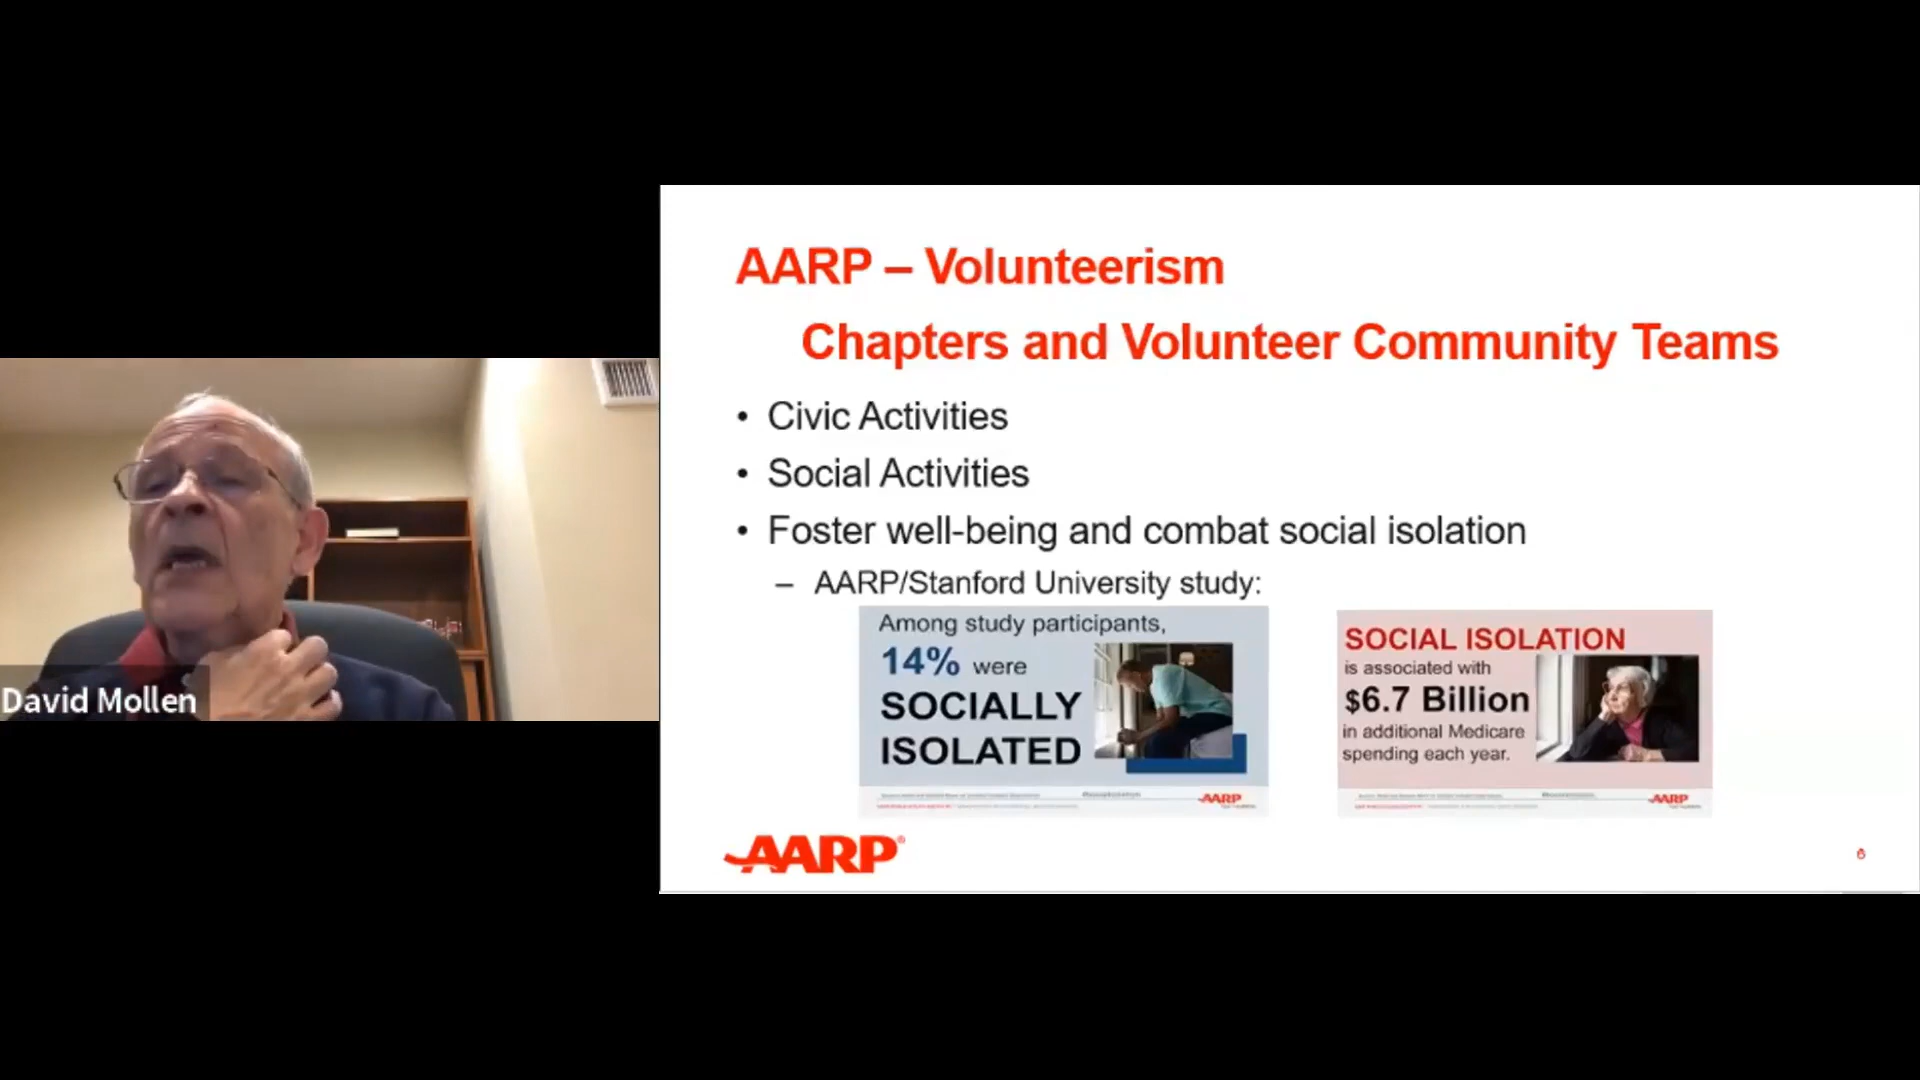 AARP – Volunteerism
Chapters and Volunteer Community Teams
• Civic Activities
• Social Activities
• Foster well-being and combat social isolation
– AARP/Stanford University study:
Among study participants,
14% were
SOCIALLY
ISOLATED
AARP
SOCIAL ISOLATION
is associated with
$6.7 Billion
in additional Medicare
spending each year.
AARP
David Mollen
AARP®
6